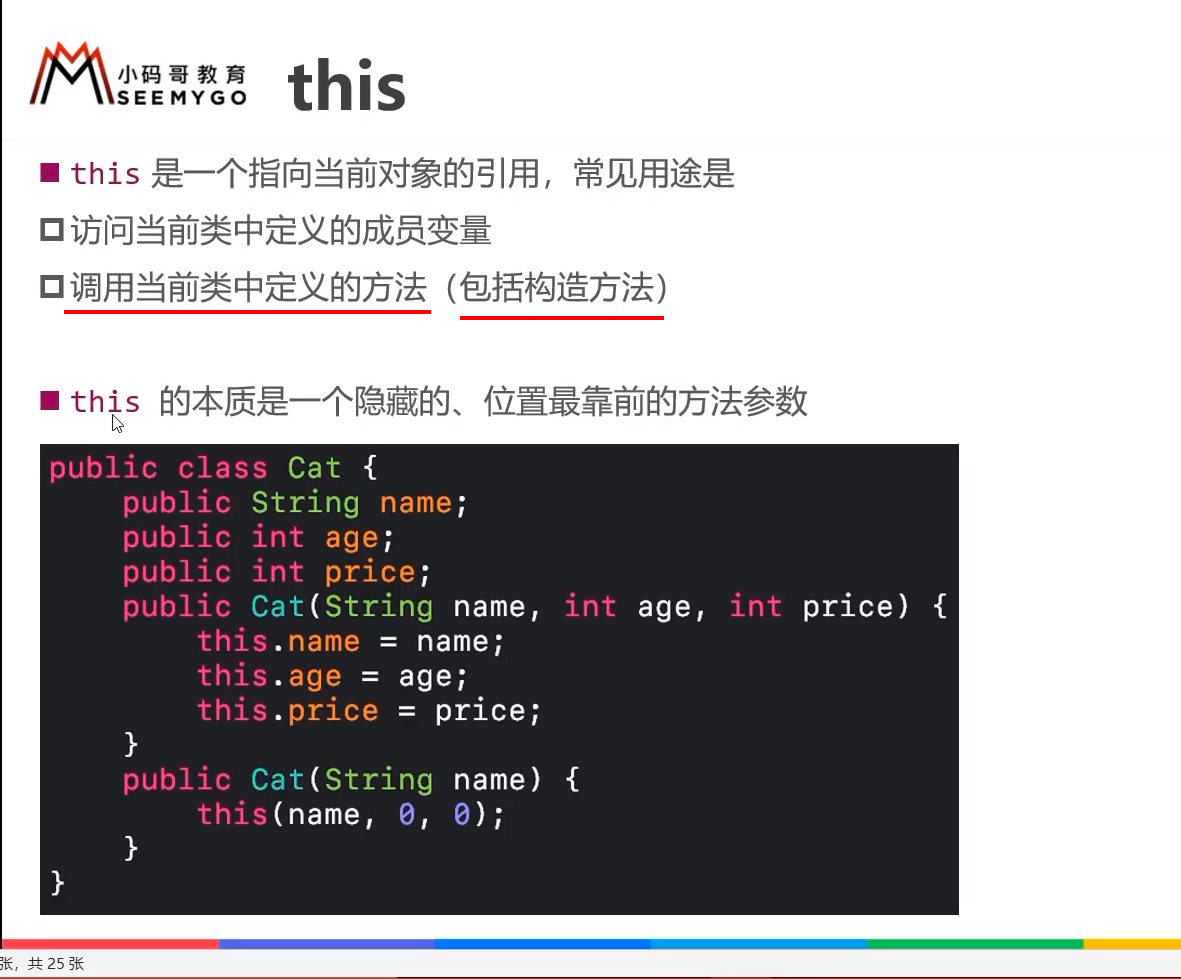 小码哥教育
SEEMYGO
this
this 是一个指向当前对象的引用，常见用途是
访问当前类中定义的成员变量
调用当前类中定义的方法（包括构造方法）
this 的本质是一个隐藏的、位置最靠前的方法参数
public class Cat {
    public String name;
    public int age;
    public int price;
    public Cat(String name, int age, int price) {
        this.name = name;
        this.age = age;
        this.price = price;
    }
    public Cat(String name) {
        this(name, 0, 0);
    }
}
张，共 25 张